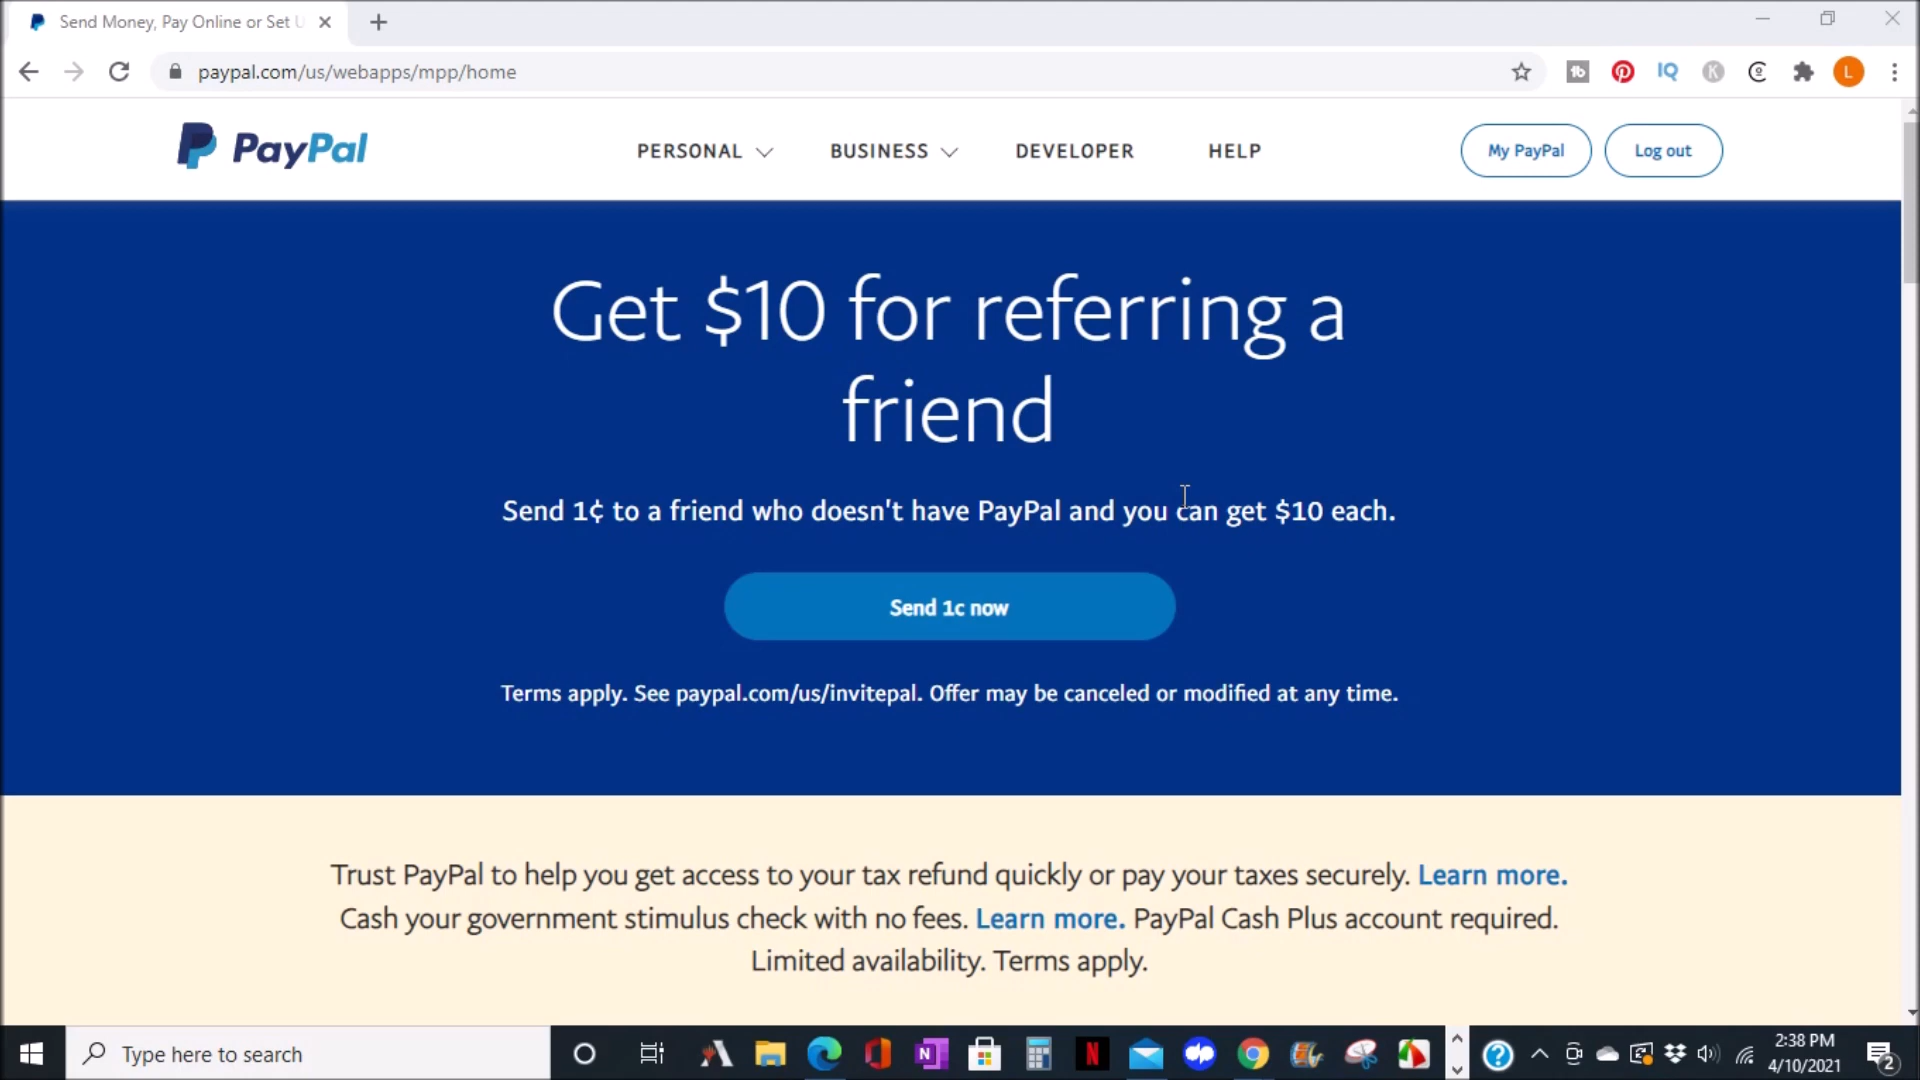 Send Money, Pay Online or Set U
paypal.com/us/webapps/mpp/home
tb
IQ
K
L
PayPal
PERSONAL
BUSINESS
DEVELOPER
HELP
My PayPal
Log out
Get $10 for referring a
friend
Send 1¢ to a friend who doesn't have PayPal and you can get $10 each.
Send 1c now
Terms apply. See paypal.com/us/invitepal. Offer may be canceled or modified at any time.
Trust PayPal to help you get access to your tax refund quickly or pay your taxes securely. Learn more.
Cash your government stimulus check with no fees. Learn more. PayPal Cash Plus account required.
Limited availability. Terms apply.
Type here to search
N
N
?
2:38 PM
4/10/2021
2